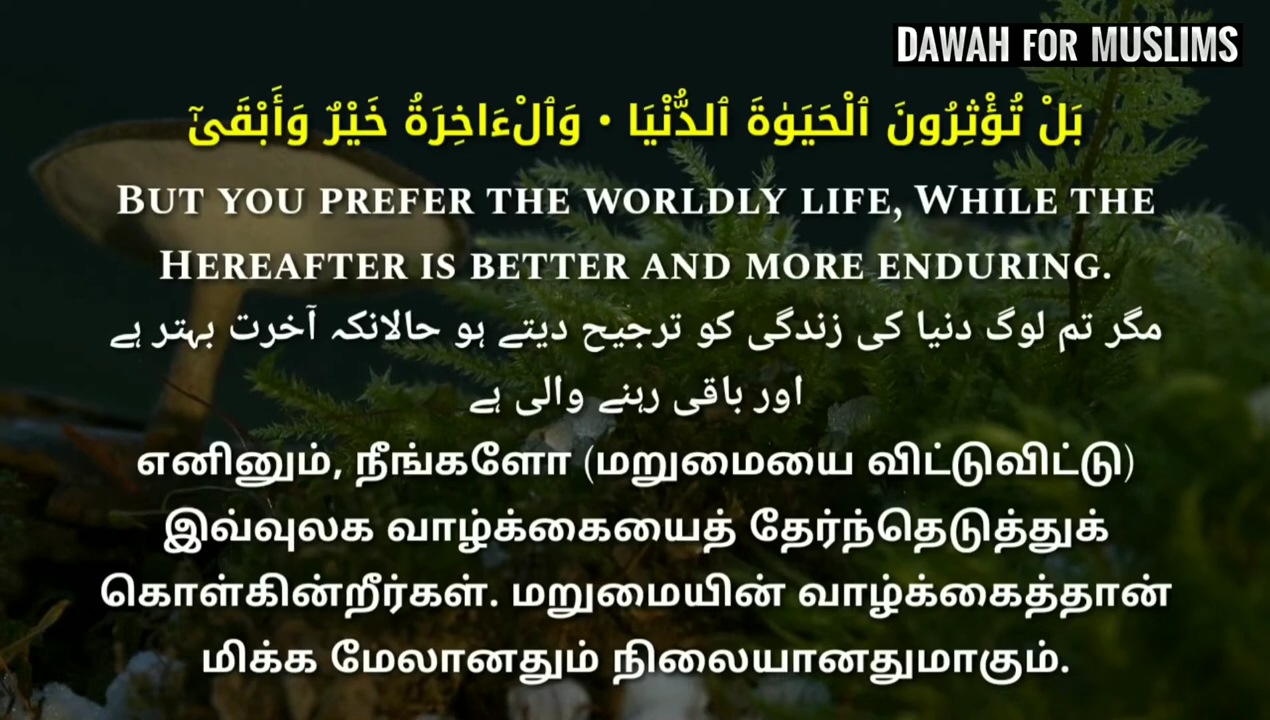 DAWAH FOR MUSLIMS
بَلْ تُؤْثِرُونَ ٱلْحَيَوٰةَ ٱلدُّنْيَا • وَٱلْءَاخِرَةُ خَيْرٌ وَأَبْقَىٰٓ
BUT YOU PREFER THE WORLDLY LIFE, WHILE THE
HEREAFTER IS BETTER AND MORE ENDURING.
مگر تم لوگ دنیا کی زندگی کو ترجیح دیتے ہو حالانکہ آخرت بہتر ہے
اور باقی رہنے والی ہے
எனினும், நீங்களோ (மறுமையை விட்டுவிட்டு)
இவ்வுலக வாழ்க்கையைத் தேர்ந்தெடுத்துக்
கொள்கின்றீர்கள். மறுமையின் வாழ்க்கைத்தான்
மிக்க மேலானதும் நிலையானதுமாகும்.